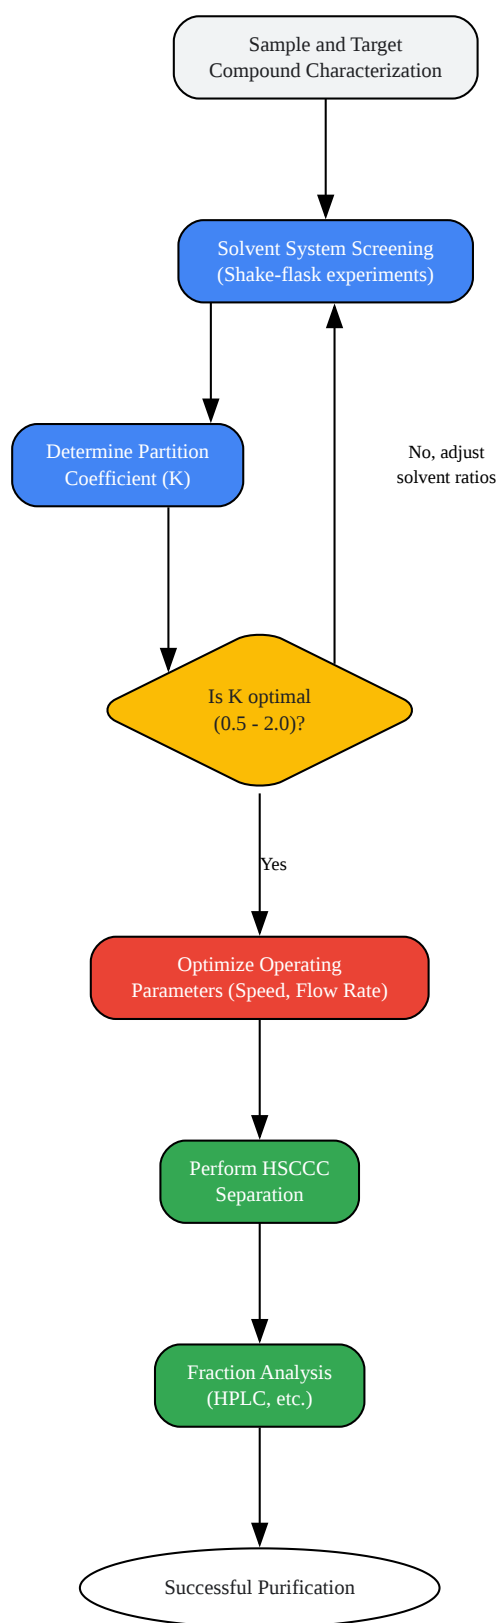 Sample and Target
Compound Characterization
Solvent System Screening
(Shake-flask experiments)
Determine Partition
Coefficient (K)
No, adjust
solvent ratios
Is K optimal
(0.5 - 2.0)?
Yes
Optimize Operating
Parameters (Speed, Flow Rate)
Perform HSCCC
Separation
Fraction Analysis
(HPLC, etc.)
Successful Purification